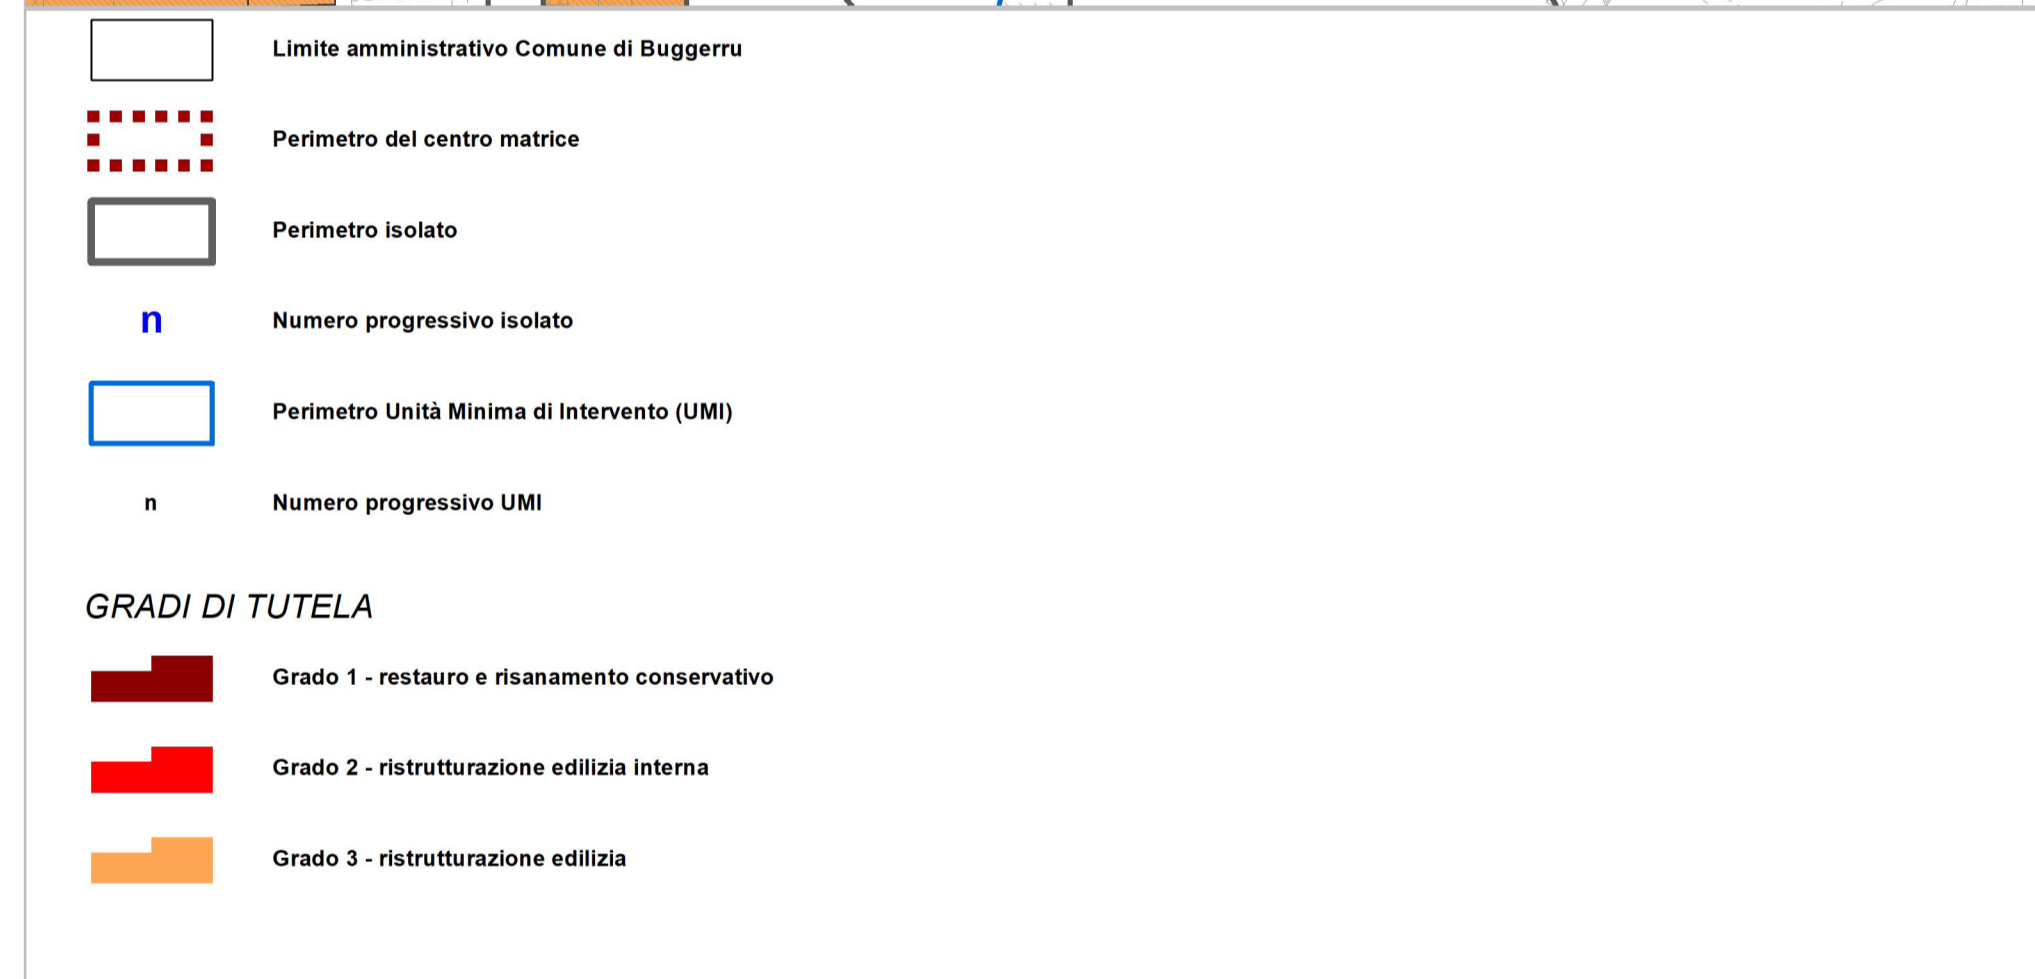 Limite amministrativo Comune di Buggerru
Perimetro del centro matrice
Perimetro isolato
n Numero progressivo isolato
Perimetro Unità Minima di Intervento (UMI)
n Numero progressivo UMI
GRADI DI TUTELA
Grado 1 - restauro e risanamento conservativo
Grado 2 - ristrutturazione edilizia interna
Grado 3 - ristrutturazione edilizia